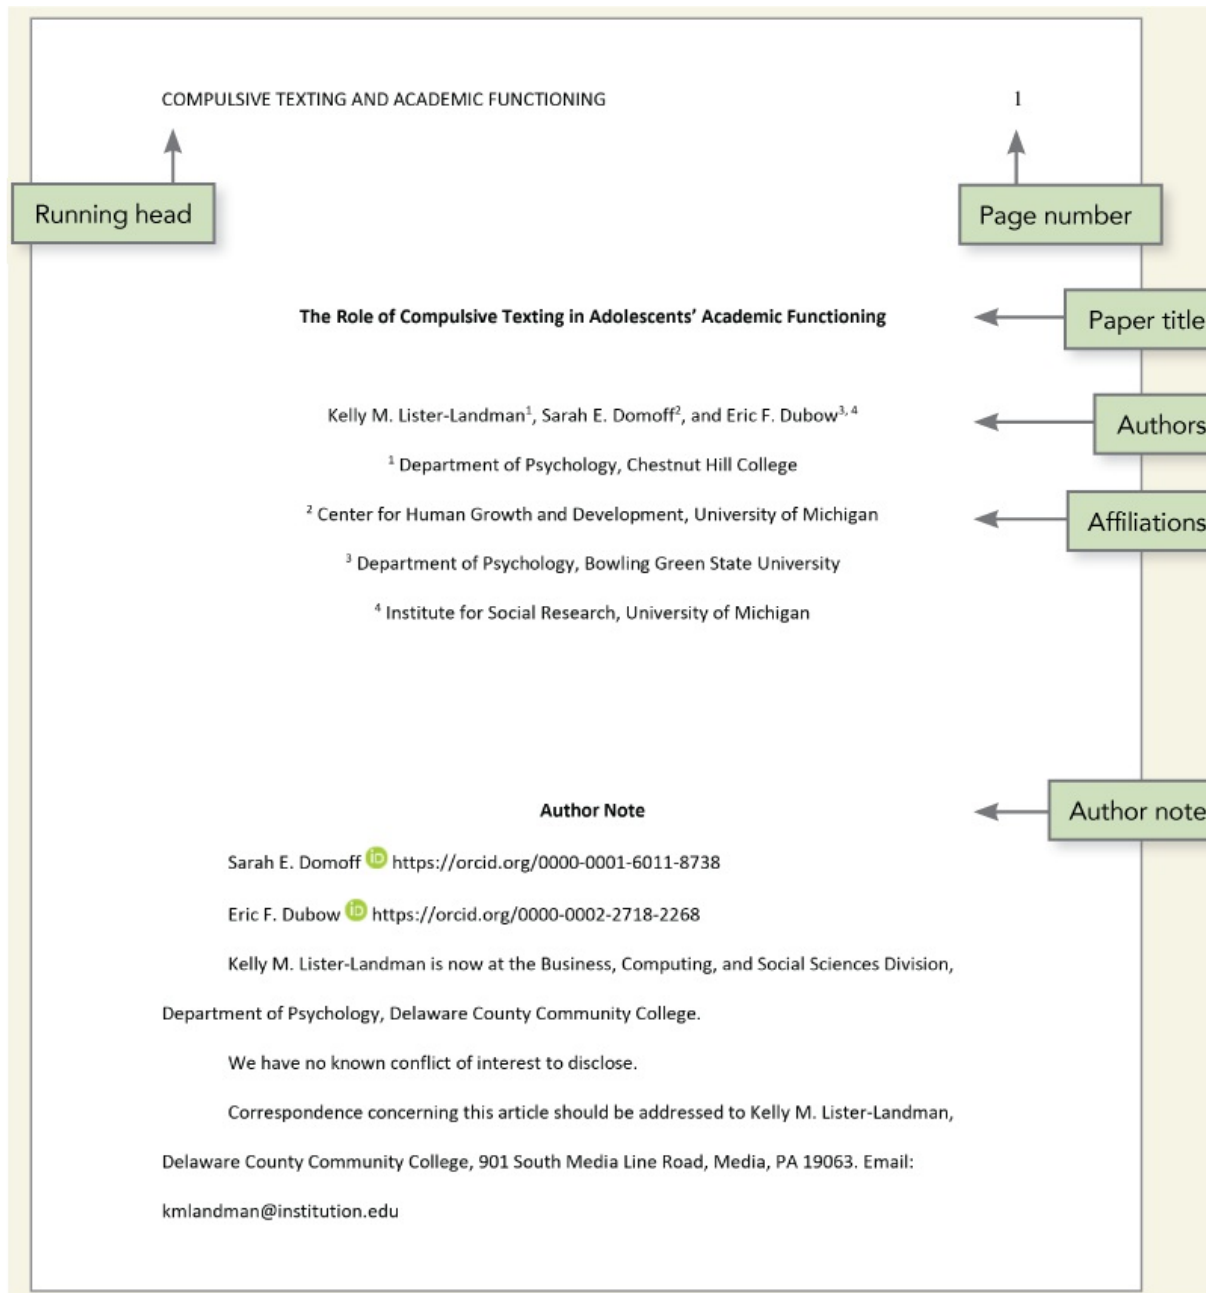 COMPULSIVE TEXTING AND ACADEMIC FUNCTIONING 1
Running head
Page number
The Role of Compulsive Texting in Adolescents’ Academic Functioning
Paper title
Kelly M. Lister-Landman¹, Sarah E. Domoff², and Eric F. Dubow³, ⁴
Authors
¹ Department of Psychology, Chestnut Hill College
² Center for Human Growth and Development, University of Michigan
Affiliations
³ Department of Psychology, Bowling Green State University
⁴ Institute for Social Research, University of Michigan
Author Note
Author note
Sarah E. Domoff iD https://orcid.org/0000-0001-6011-8738
Eric F. Dubow iD https://orcid.org/0000-0002-2718-2268
Kelly M. Lister-Landman is now at the Business, Computing, and Social Sciences Division,
Department of Psychology, Delaware County Community College.
We have no known conflict of interest to disclose.
Correspondence concerning this article should be addressed to Kelly M. Lister-Landman,
Delaware County Community College, 901 South Media Line Road, Media, PA 19063. Email:
kmlandman@institution.edu